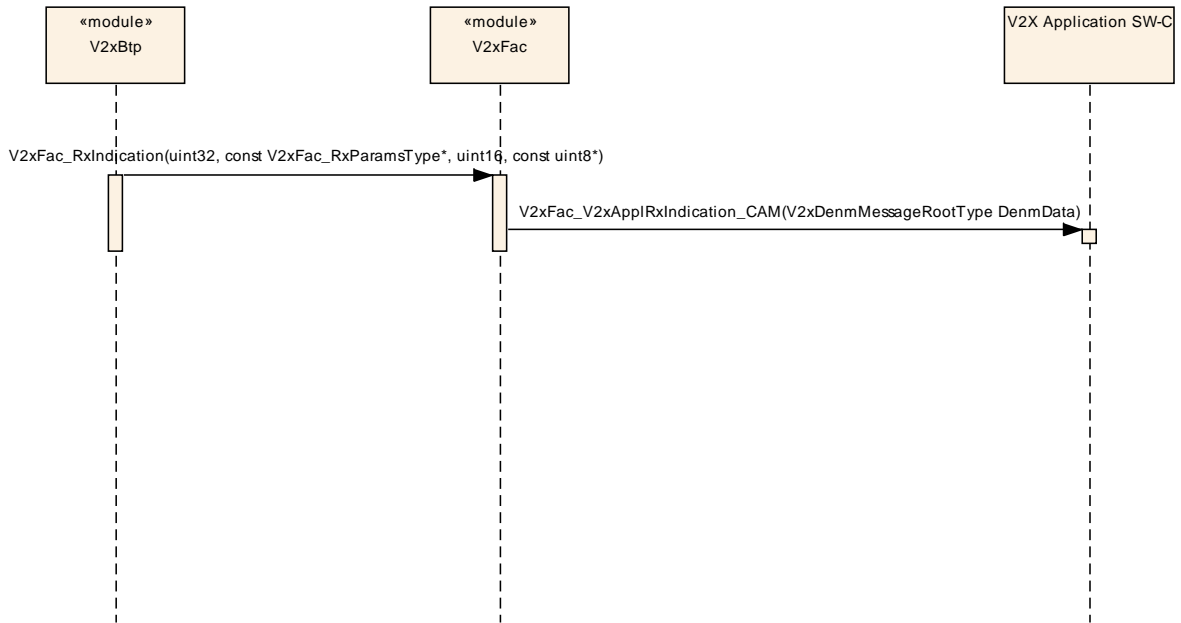 «module»
V2xBtp
«module»
V2xFac
V2X Application SW-C
V2xFac_RxIndication(uint32, const V2xFac_RxParamsType*, uint16, const uint8*)
V2xFac_V2xApplRxIndication_CAM(V2xDenmMessageRootType DenmData)